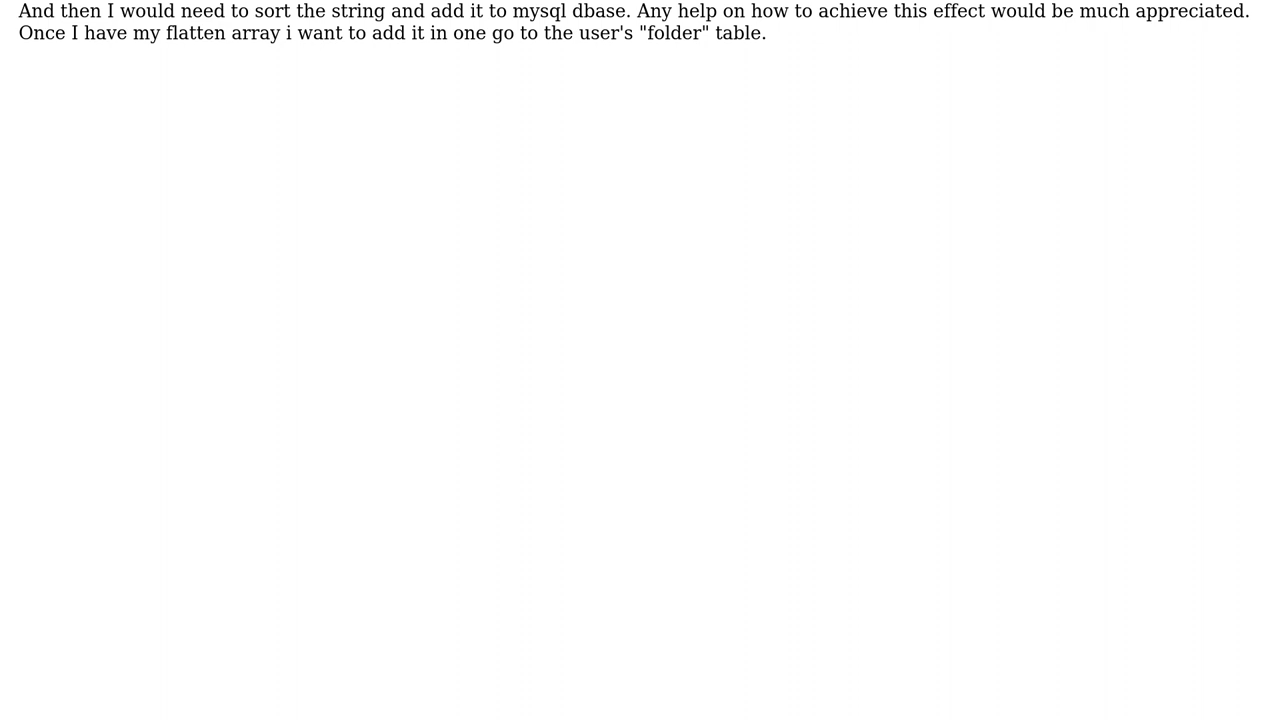 And then I would need to sort the string and add it to mysql dbase. Any help on how to achieve this effect would be much appreciated.
Once I have my flatten array i want to add it in one go to the user's "folder" table.